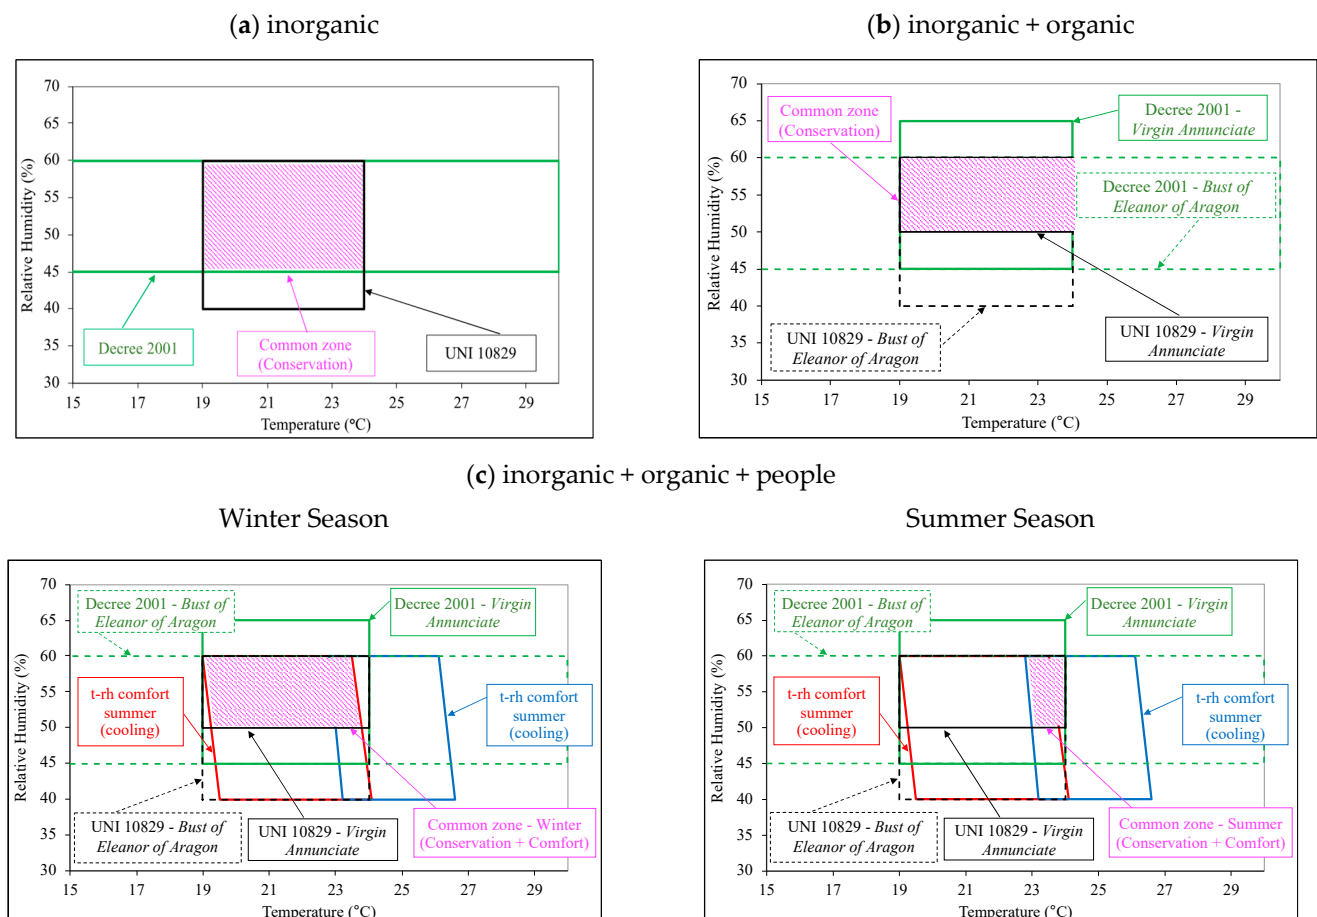 (a) inorganic
(b) inorganic + organic
70
65
60
55
50
45
40
35
30
Relative Humidity (%)
Decree 2001
Common zone
(Conservation)
UNI 10829
15 17 19 21 23 25 27 29
Temperature (°C)
70
65
60
55
50
45
40
35
30
Relative Humidity (%)
Common zone
(Conservation)
Decree 2001 -
Virgin Annunciate
Decree 2001 - Bust of
Eleanor of Aragon
UNI 10829 - Bust of
Eleanor of Aragon
UNI 10829 - Virgin
Annunciate
15 17 19 21 23 25 27 29
Temperature (°C)
(c) inorganic + organic + people
Winter Season
Summer Season
70
65
60
55
50
45
40
35
30
Relative Humidity (%)
Decree 2001 - Bust of
Eleanor of Aragon
Decree 2001 - Virgin
Annunciate
t-rh comfort
summer
(cooling)
t-rh comfort
summer
(cooling)
UNI 10829 - Bust of
Eleanor of Aragon
UNI 10829 - Virgin
Annunciate
Common zone - Winter
(Conservation + Comfort)
15 17 19 21 23 25 27 29
Temperature (°C)
70
65
60
55
50
45
40
35
30
Relative Humidity (%)
Decree 2001 - Bust of
Eleanor of Aragon
Decree 2001 - Virgin
Annunciate
t-rh comfort
summer
(cooling)
t-rh comfort
summer
(cooling)
UNI 10829 - Bust of
Eleanor of Aragon
UNI 10829 - Virgin
Annunciate
Common zone - Summer
(Conservation + Comfort)
15 17 19 21 23 25 27 29
Temperature (°C)